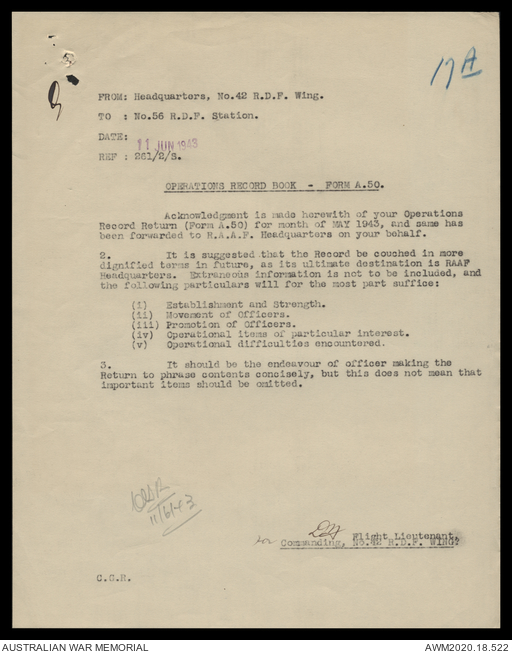 17A
FROM: Headquarters, No.42 R.D.F. Wing.
TO : No.56 R.D.F. Station.
DATE: 11 JUN 1943
REF : 261/2/S.
OPERATIONS RECORD BOOK - FORM A.50.
Acknowledgment is made herewith of your Operations
Record Return (Form A.50) for month of MAY 1943, and same has
been forwarded to R.A.A.F. Headquarters on your behalf.
2. It is suggested that the Record be couched in more
dignified terms in future, as its ultimate destination is RAAF
Headquarters. Extraneous information is not to be included, and
the following particulars will for the most part suffice:
(i) Establishment and Strength.
(ii) Movement of Officers.
(iii) Promotion of Officers.
(iv) Operational items of particular interest.
(v) Operational difficulties encountered.
3. It should be the endeavour of officer making the
Return to phrase contents concisely, but this does not mean that
important items should be omitted.
11/6/43
Flight Lieutenant,
for Commanding, No.42 R.D.F. WING.
C.G.H.
AUSTRALIAN WAR MEMORIAL
AWM2020.18.522